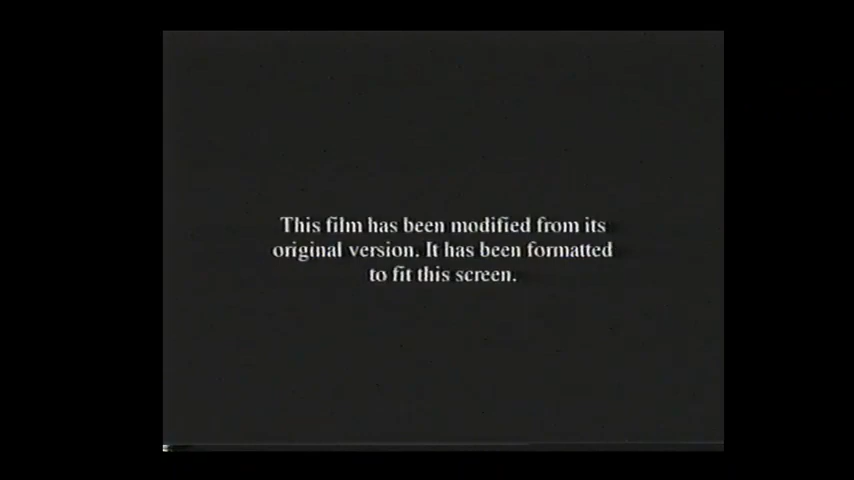 This film has been modified from its
original version. It has been formatted
to fit this screen.